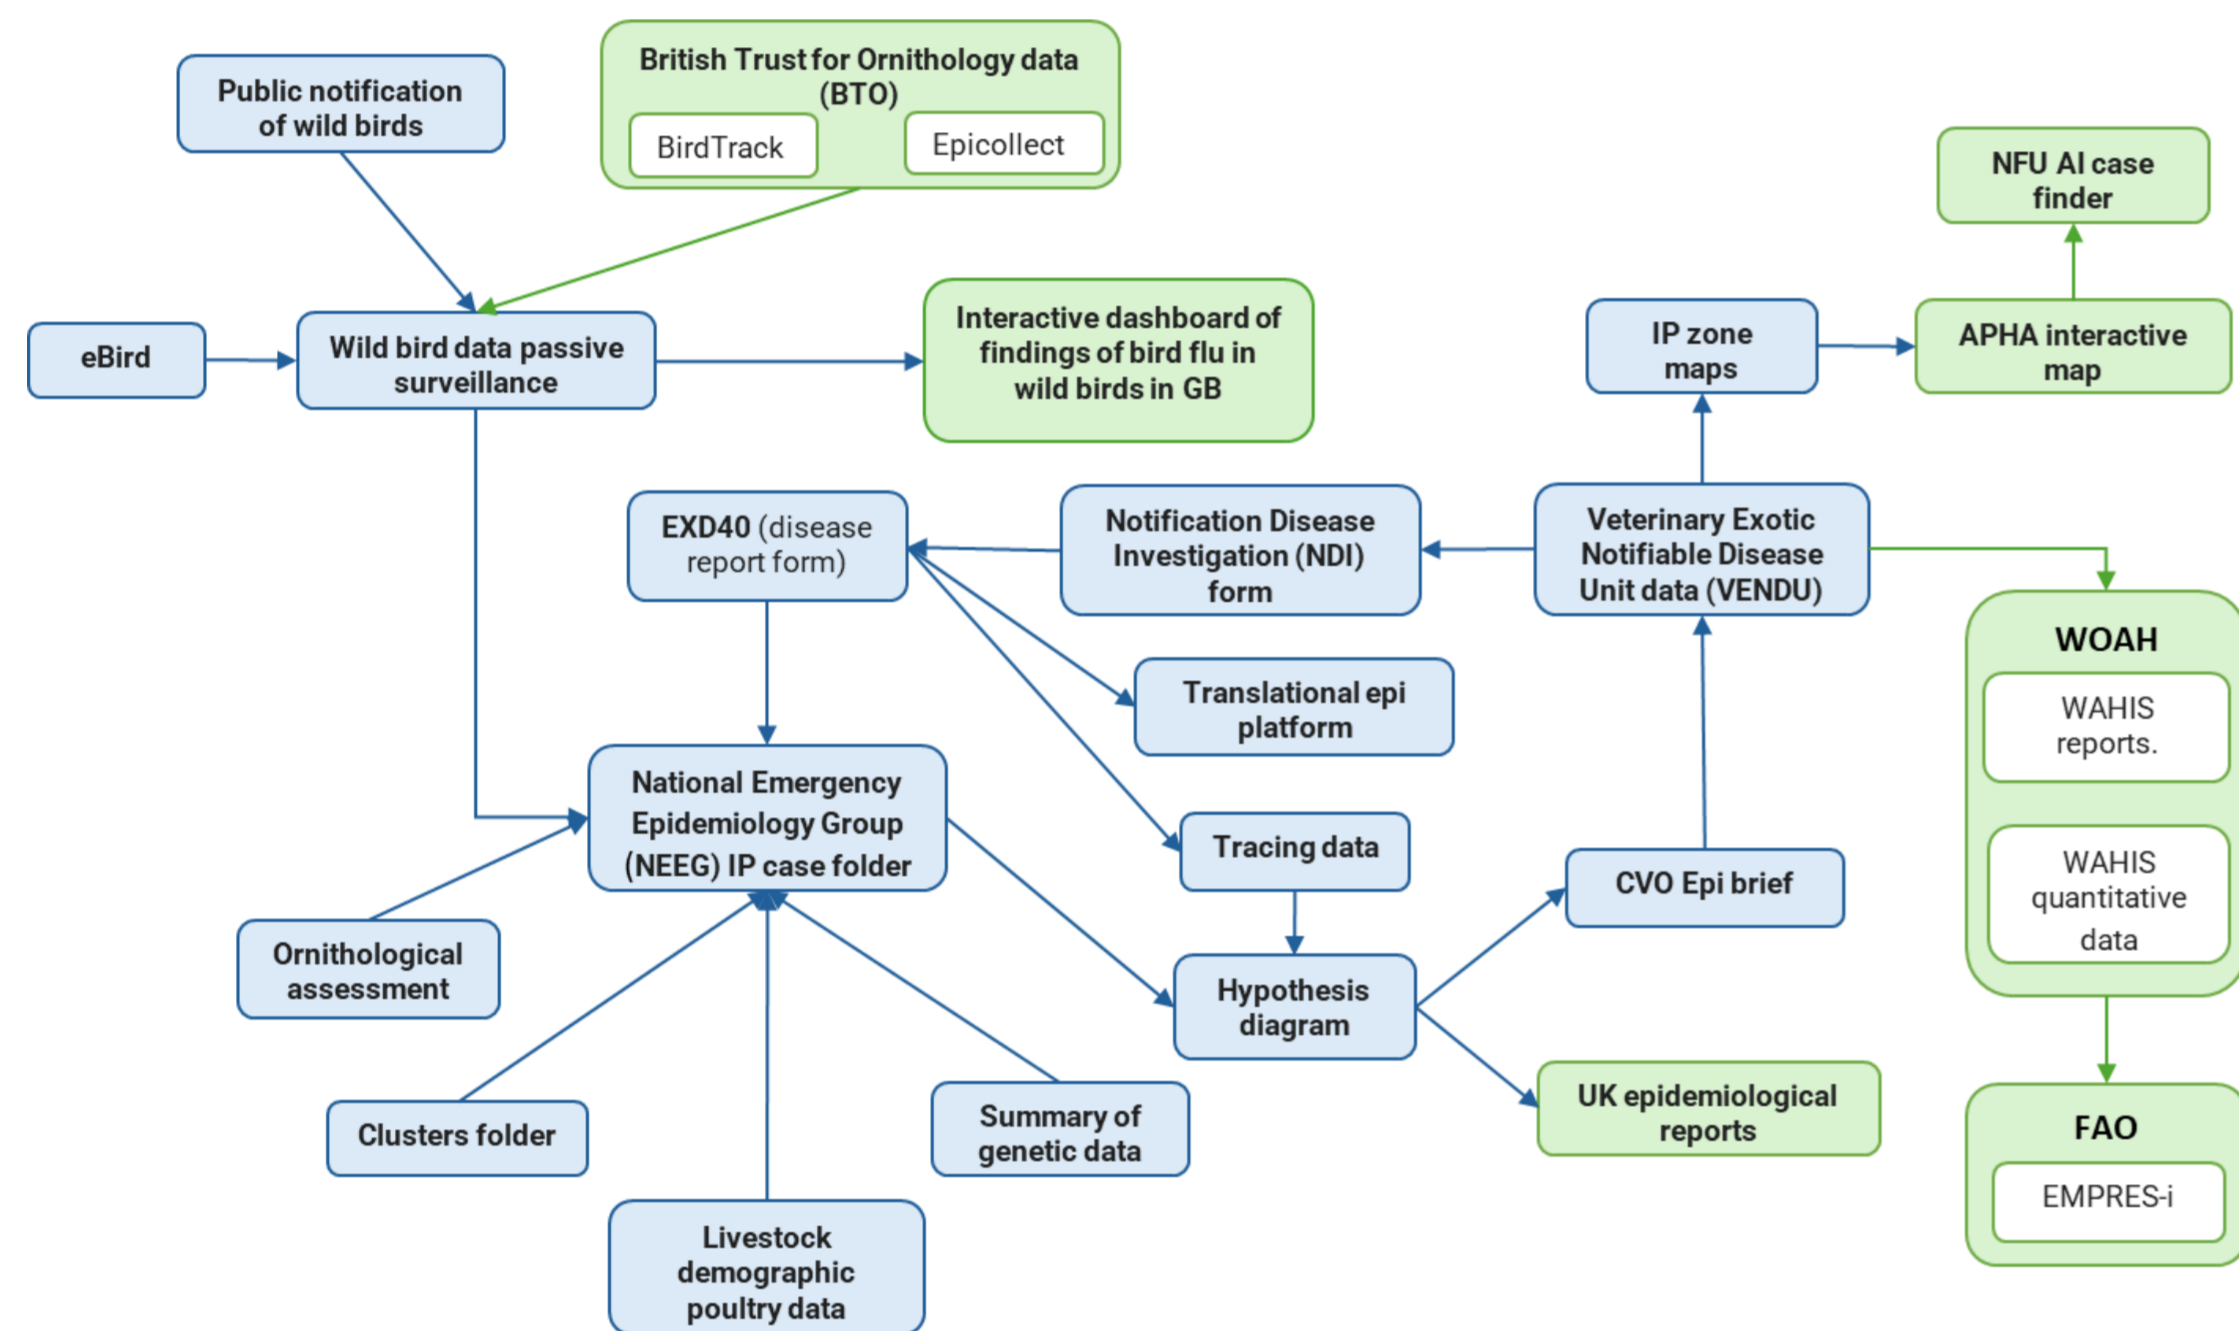 British Trust for Ornithology data
(BTO)
BirdTrack
Epicollect
Public notification
of wild birds
NFU AI case
finder
eBird
Wild bird data passive
surveillance
Interactive dashboard of
findings of bird flu in
wild birds in GB
IP zone
maps
APHA interactive
map
EXD40 (disease
report form)
Notification Disease
Investigation (NDI)
form
Veterinary Exotic
Notifiable Disease
Unit data (VENDU)
WOAH
WAHIS
reports.
WAHIS
quantitative
data
Translational epi
platform
National Emergency
Epidemiology Group
(NEEG) IP case folder
Tracing data
CVO Epi brief
Ornithological
assessment
Hypothesis
diagram
Clusters folder
Summary of
genetic data
UK epidemiological
reports
FAO
EMPRES-i
Livestock
demographic
poultry data